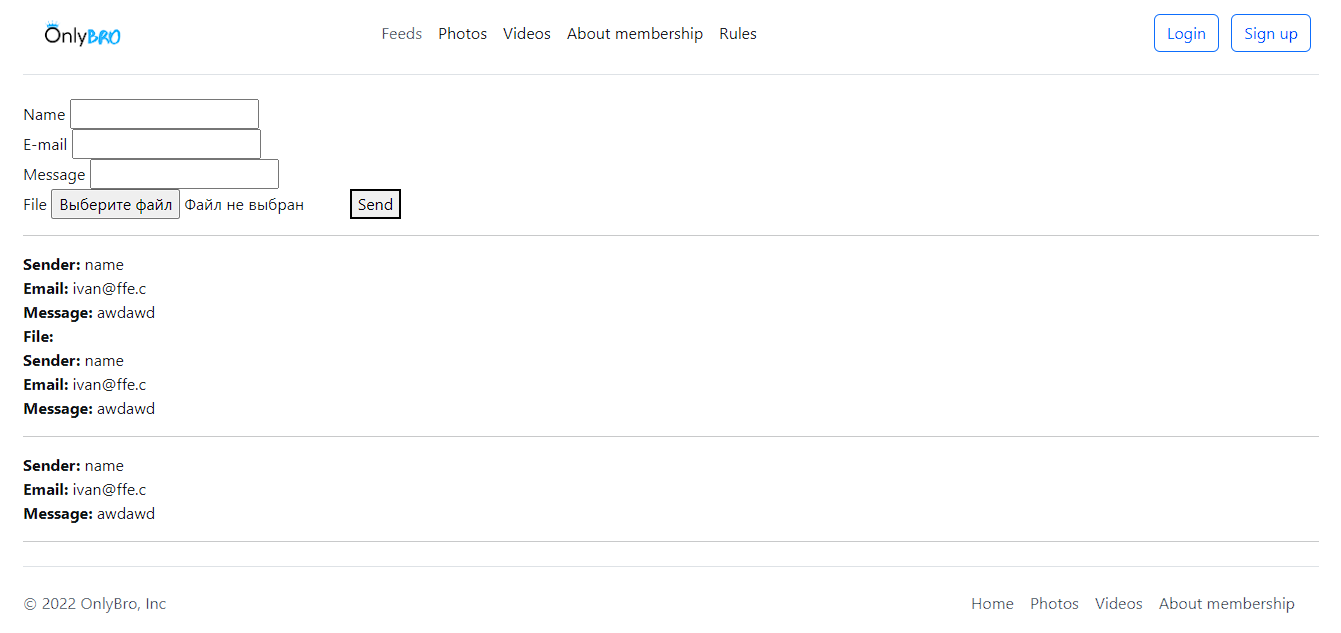 OnlyBRO Feeds Photos Videos About membership Rules Login Sign up
Name
E-mail
Message
File Выберите файл Файл не выбран Send
Sender: name
Email: ivan@ffe.c
Message: awdawd
File:
Sender: name
Email: ivan@ffe.c
Message: awdawd
Sender: name
Email: ivan@ffe.c
Message: awdawd
© 2022 OnlyBro, Inc Home Photos Videos About membership